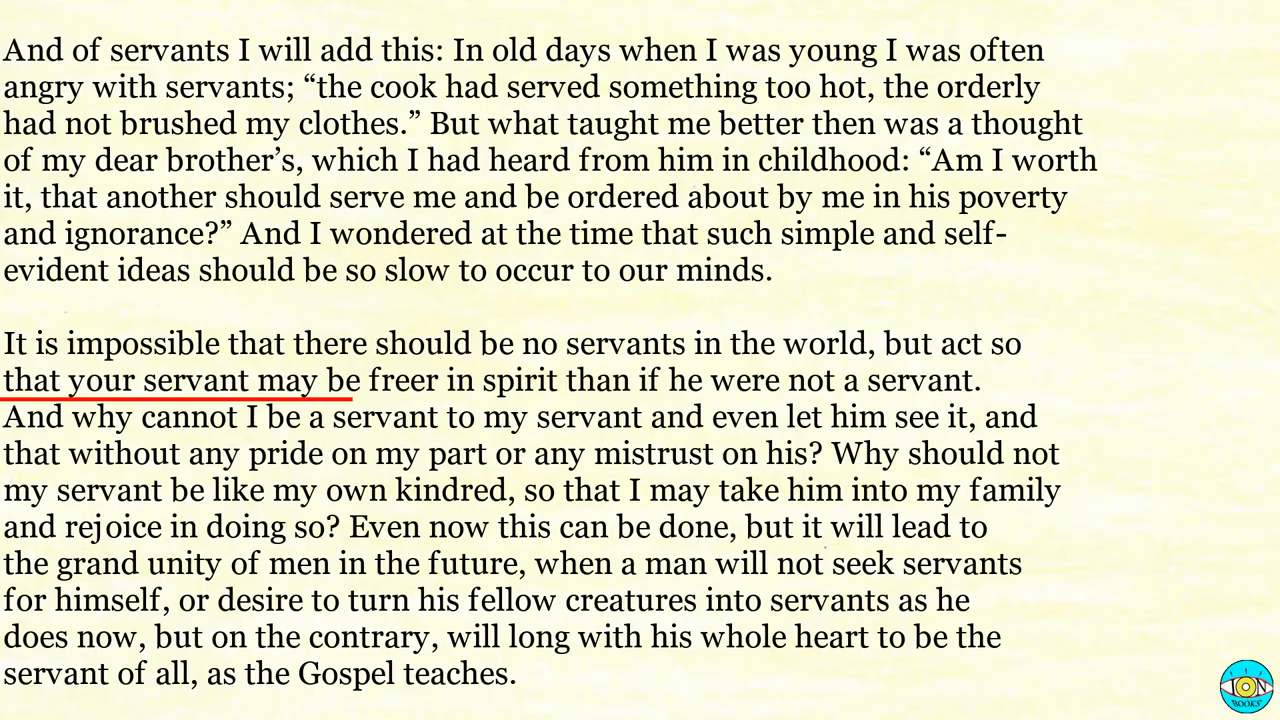 And of servants I will add this: In old days when I was young I was often
angry with servants; “the cook had served something too hot, the orderly
had not brushed my clothes.” But what taught me better then was a thought
of my dear brother’s, which I had heard from him in childhood: “Am I worth
it, that another should serve me and be ordered about by me in his poverty
and ignorance?” And I wondered at the time that such simple and self-
evident ideas should be so slow to occur to our minds.
It is impossible that there should be no servants in the world, but act so
that your servant may be freer in spirit than if he were not a servant.
And why cannot I be a servant to my servant and even let him see it, and
that without any pride on my part or any mistrust on his? Why should not
my servant be like my own kindred, so that I may take him into my family
and rejoice in doing so? Even now this can be done, but it will lead to
the grand unity of men in the future, when a man will not seek servants
for himself, or desire to turn his fellow creatures into servants as he
does now, but on the contrary, will long with his whole heart to be the
servant of all, as the Gospel teaches.
ION
BOOKS